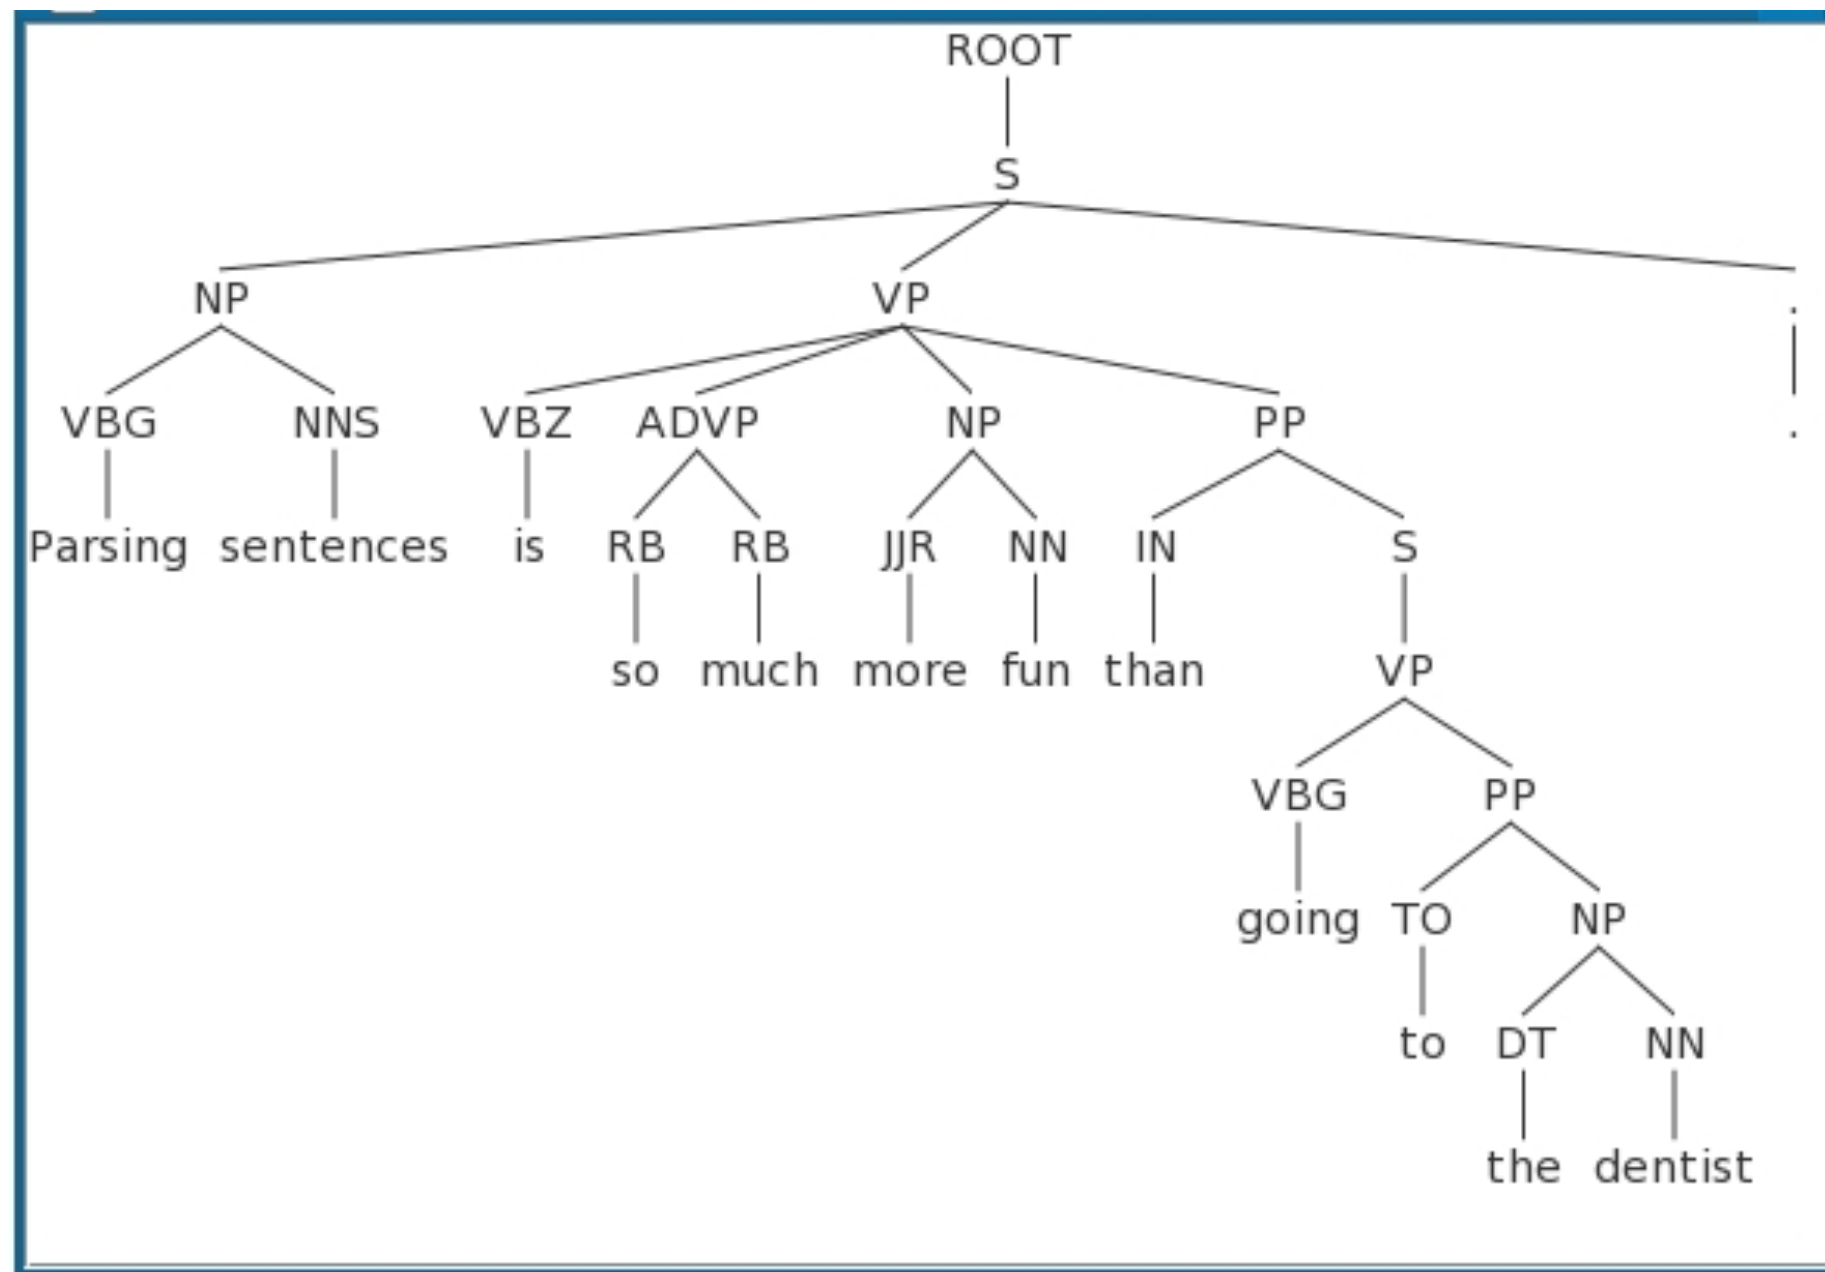 ROOT
S
NP VP .
VBG NNS VBZ ADVP NP PP .
Parsing sentences is RB RB JJR NN IN S
so much more fun than VP
VBG PP
going TO NP
to DT NN
the dentist